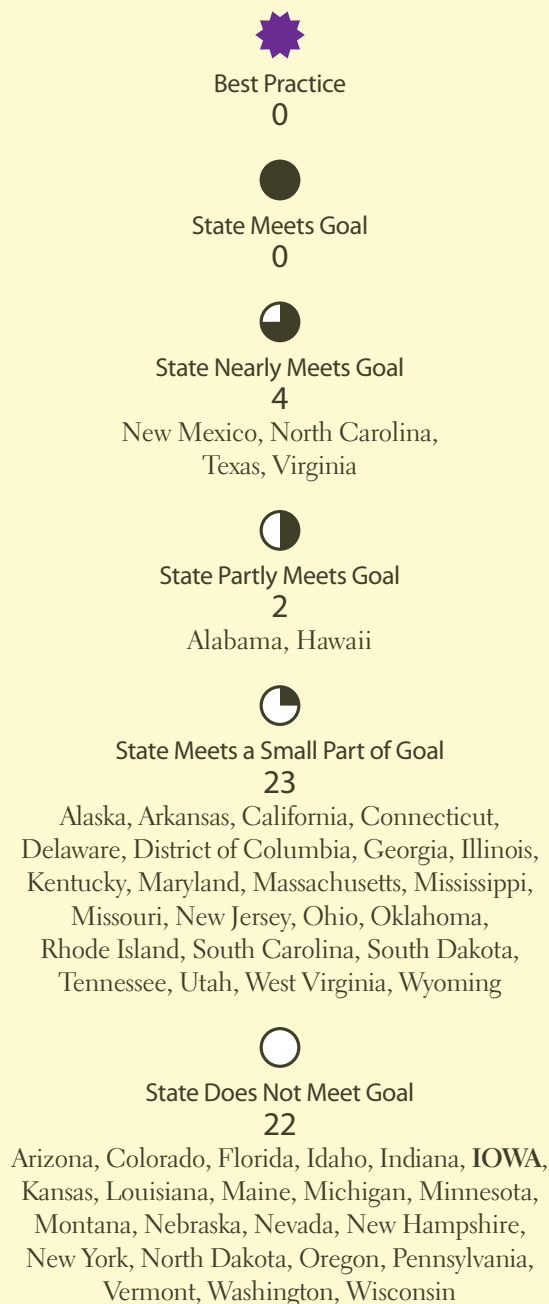 Best Practice
0
State Meets Goal
0
State Nearly Meets Goal
4
New Mexico, North Carolina,
Texas, Virginia
State Partly Meets Goal
2
Alabama, Hawaii
State Meets a Small Part of Goal
23
Alaska, Arkansas, California, Connecticut,
Delaware, District of Columbia, Georgia, Illinois,
Kentucky, Maryland, Massachusetts, Mississippi,
Missouri, New Jersey, Ohio, Oklahoma,
Rhode Island, South Carolina, South Dakota,
Tennessee, Utah, West Virginia, Wyoming
State Does Not Meet Goal
22
Arizona, Colorado, Florida, Idaho, Indiana, IOWA,
Kansas, Louisiana, Maine, Michigan, Minnesota,
Montana, Nebraska, Nevada, New Hampshire,
New York, North Dakota, Oregon, Pennsylvania,
Vermont, Washington, Wisconsin